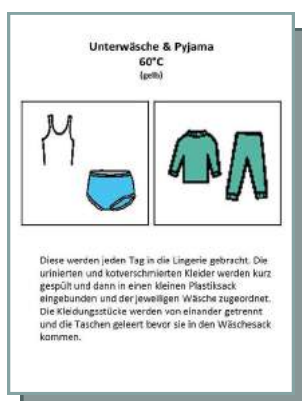 Unterwäsche & Pyjama
60°C
(gelb)
Diese werden jeden Tag in die Lingerie gebracht. Die
urinierten und kotverschmierten Kleider werden kurz
gespült und dann in einen kleinen Plastiksack
eingebunden und der jeweiligen Wäsche zugeordnet.
Die Kleidungsstücke werden von einander getrennt
und die Taschen geleert bevor sie in den Wäschesack
kommen.